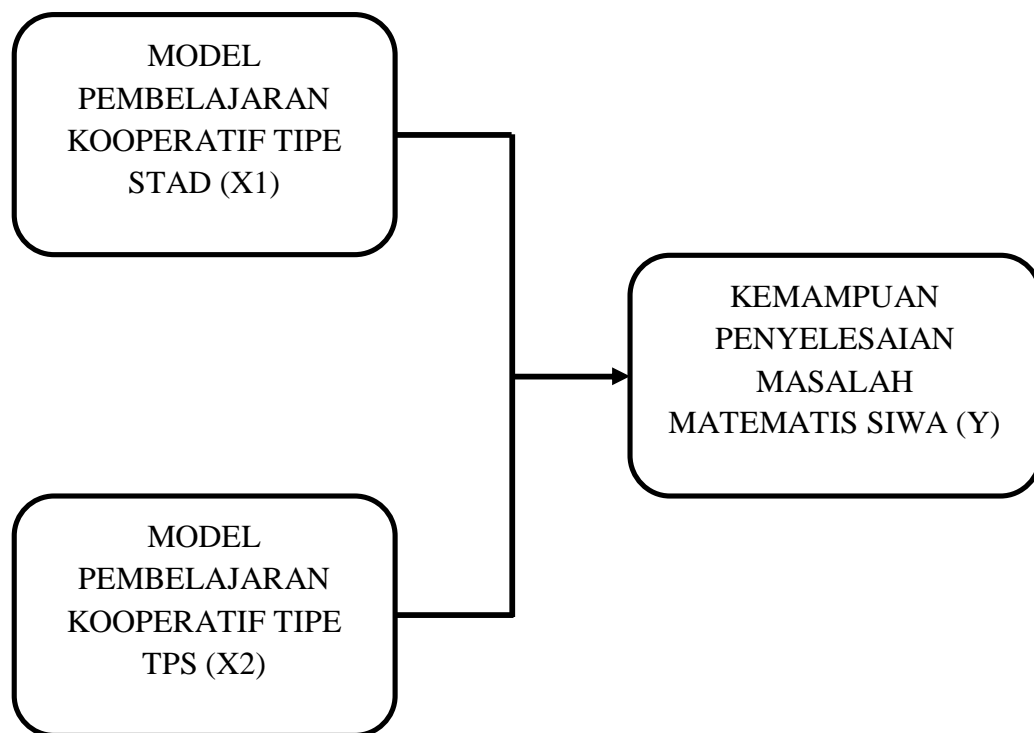 MODEL
PEMBELAJARAN
KOOPERATIF TIPE
STAD (X1)
KEMAMPUAN
PENYELESAIAN
MASALAH
MATEMATIS SIWA (Y)
MODEL
PEMBELAJARAN
KOOPERATIF TIPE
TPS (X2)